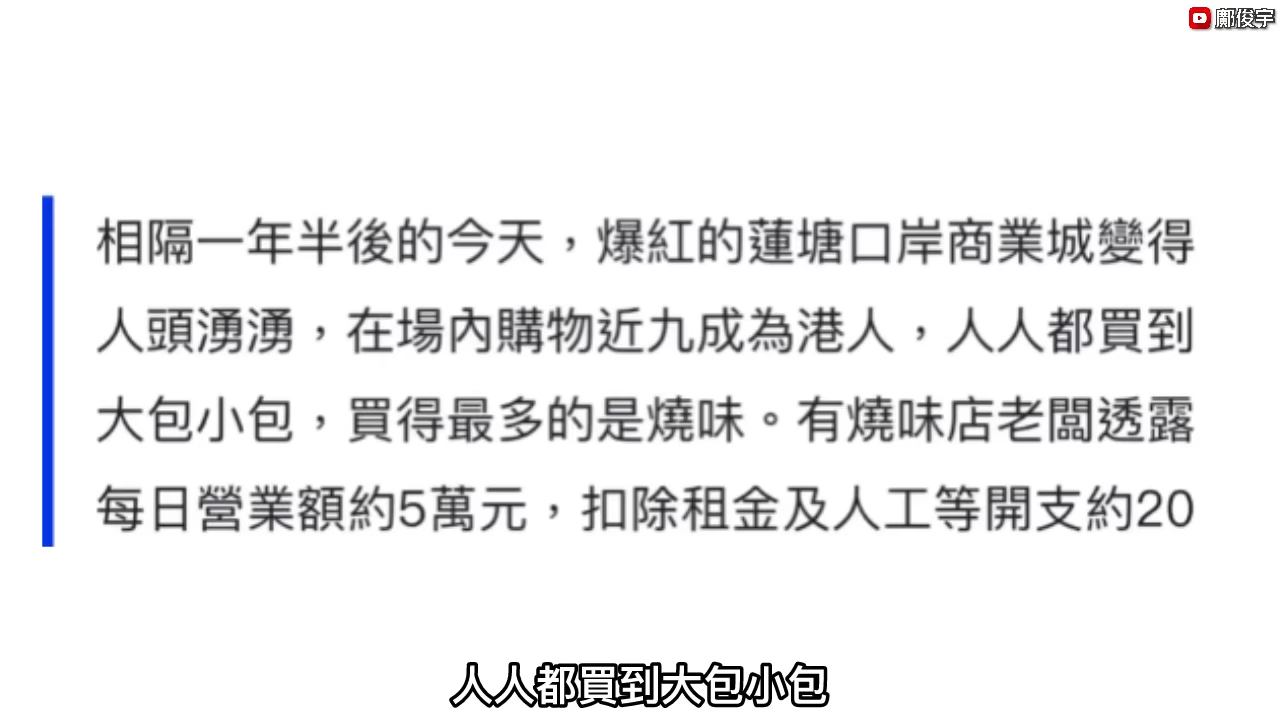 鄺俊宇
相隔一年半後的今天，爆紅的蓮塘口岸商業城變得
人頭湧湧，在場內購物近九成為港人，人人都買到
大包小包，買得最多的是燒味。有燒味店老闆透露
每日營業額約5萬元，扣除租金及人工等開支約20
人人都買到大包小包